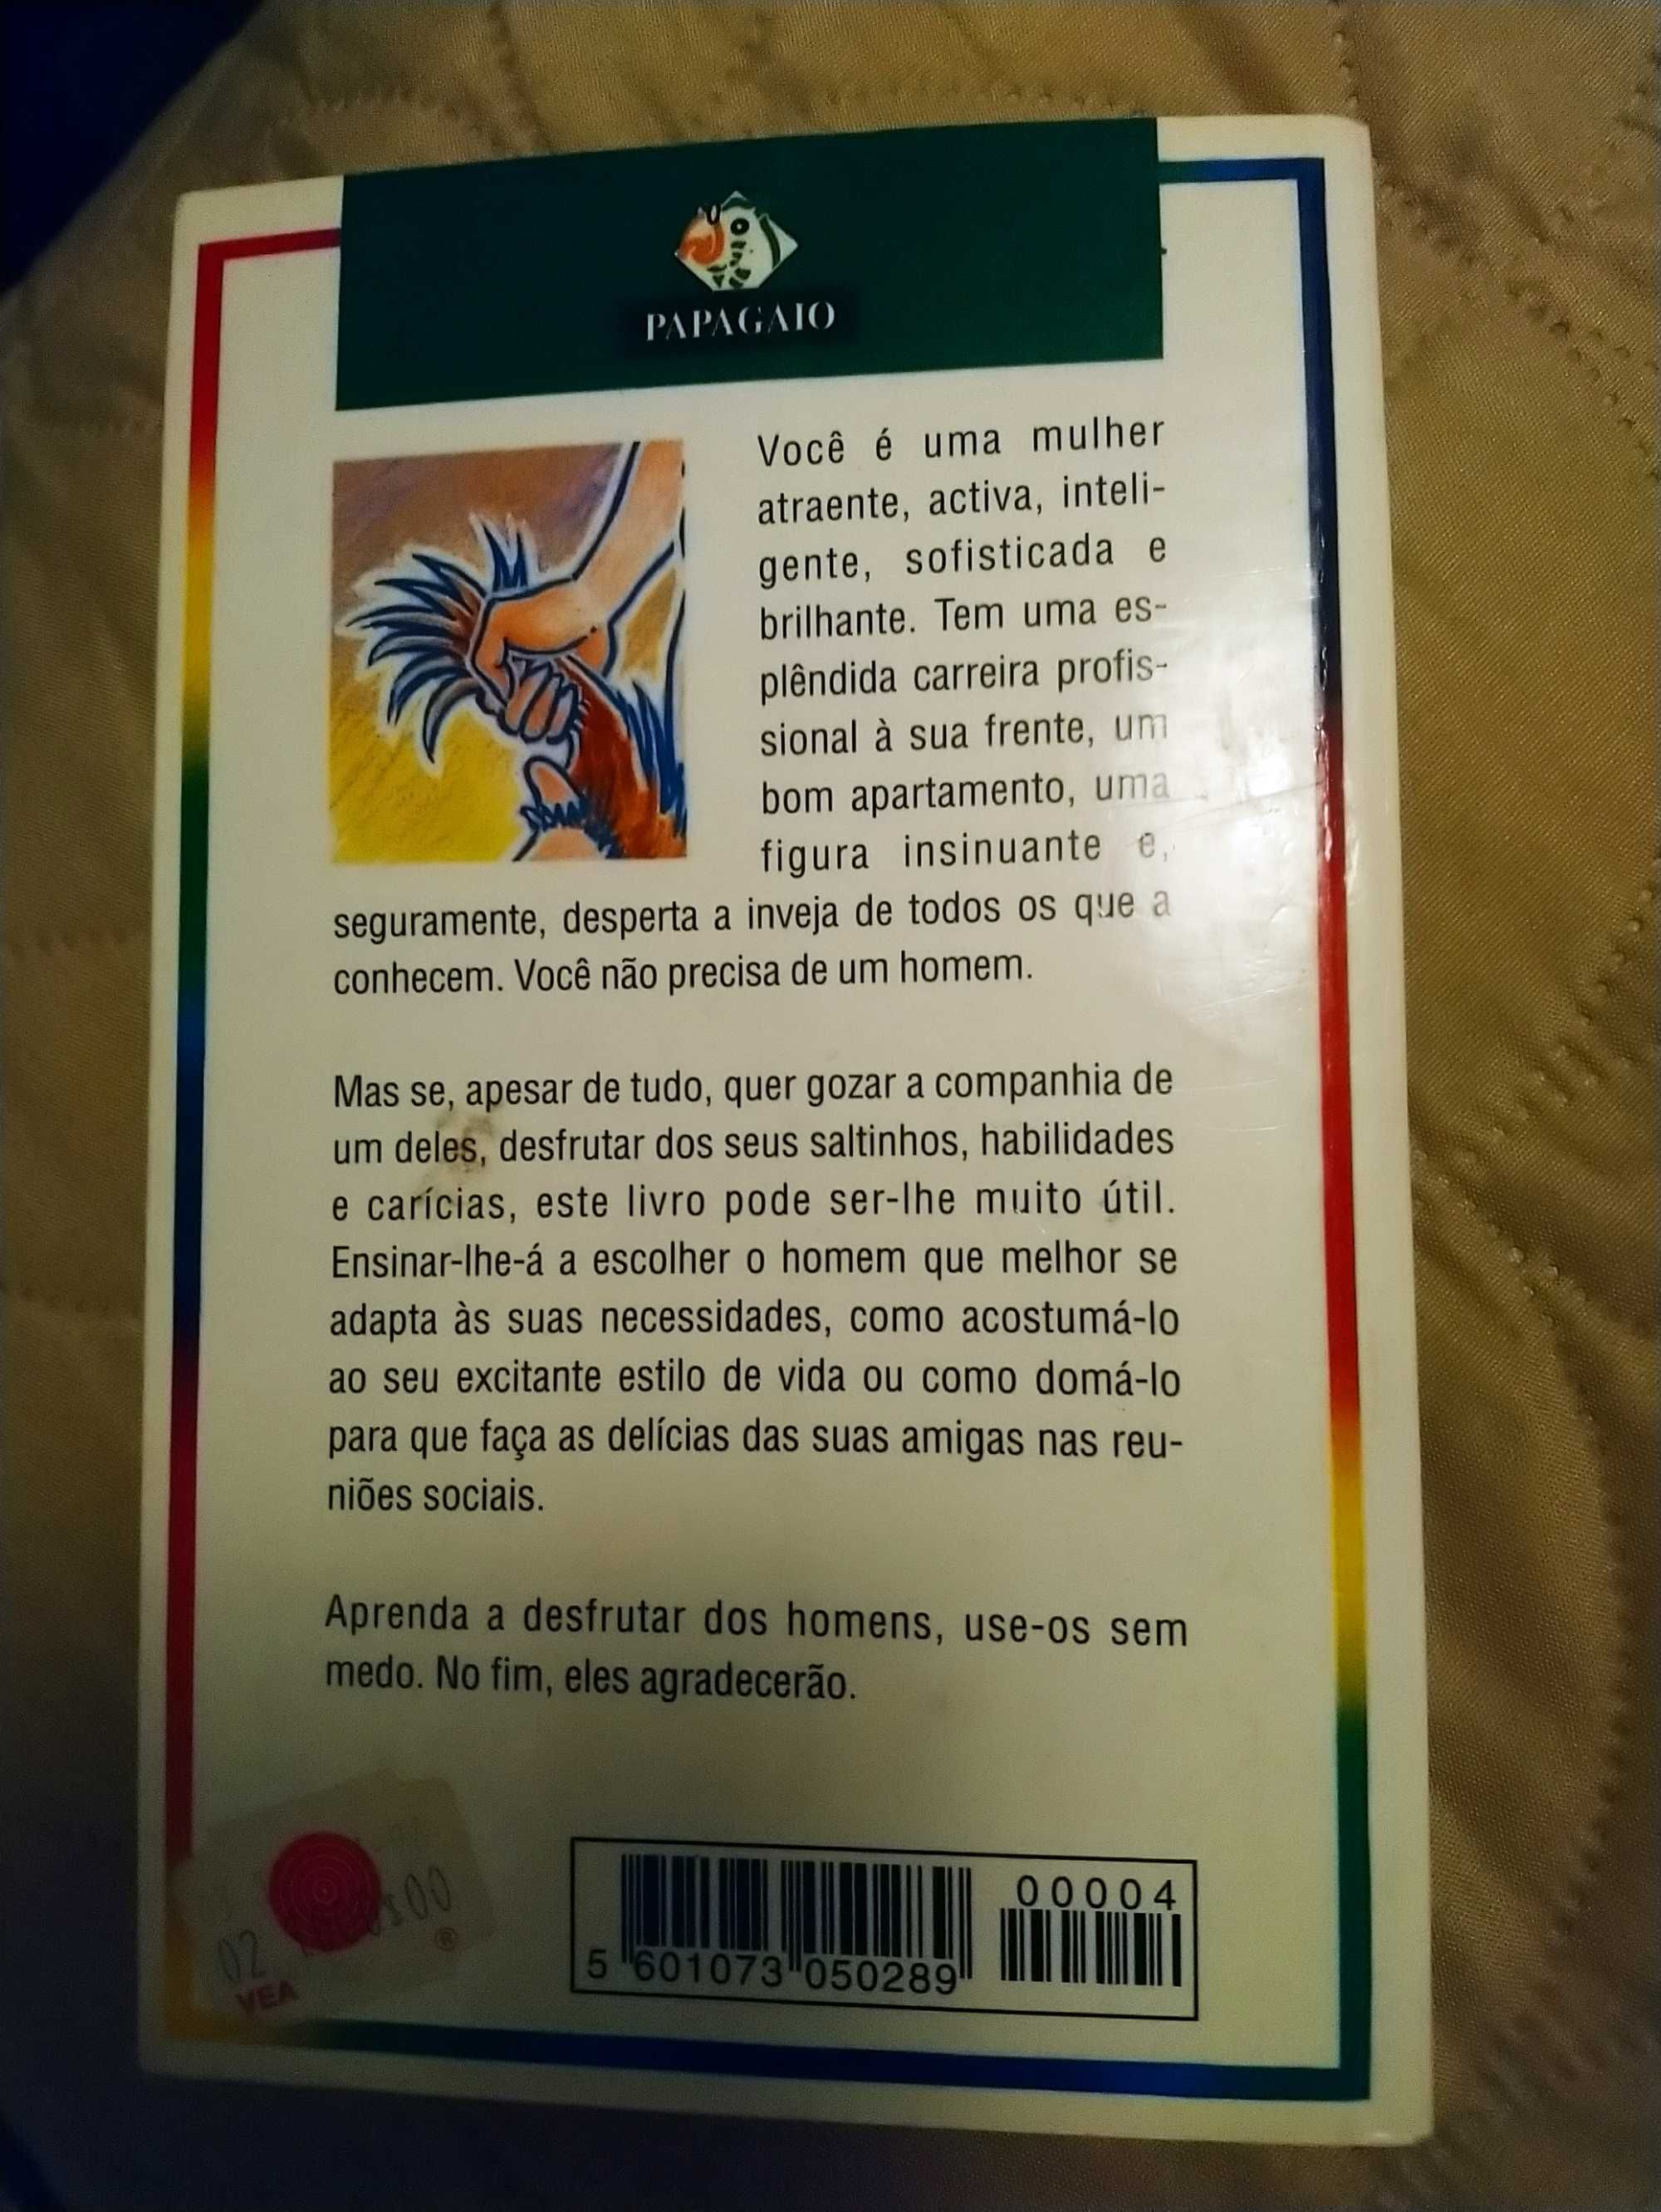 PAPAGAIO
Você é uma mulher
atraente, activa, inteli-
gente, sofisticada e
brilhante. Tem uma es-
plêndida carreira profis-
sional à sua frente, um
bom apartamento, uma
figura insinuante e,
seguramente, desperta a inveja de todos os que a
conhecem. Você não precisa de um homem.
Mas se, apesar de tudo, quer gozar a companhia de
um deles, desfrutar dos seus saltinhos, habilidades
e carícias, este livro pode ser-lhe muito útil.
Ensinar-lhe-á a escolher o homem que melhor se
adapta às suas necessidades, como acostumá-lo
ao seu excitante estilo de vida ou como domá-lo
para que faça as delícias das suas amigas nas reu-
niões sociais.
Aprenda a desfrutar dos homens, use-os sem
medo. No fim, eles agradecerão.
02
®
VEA
00004
5 601073 050289